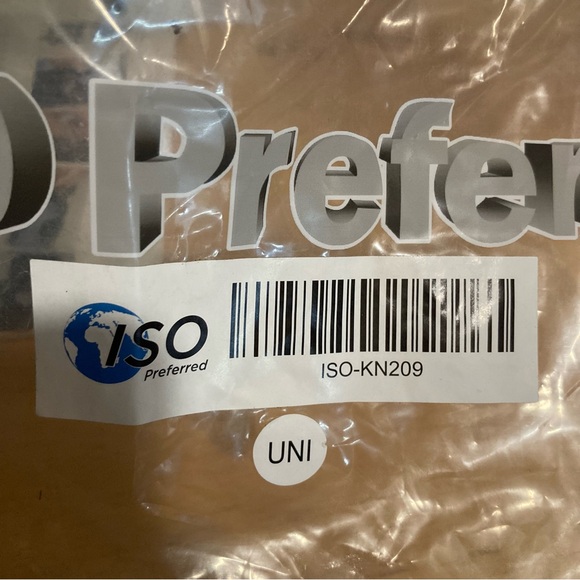 O Prefer
ISO
Preferred
ISO-KN209
UNI